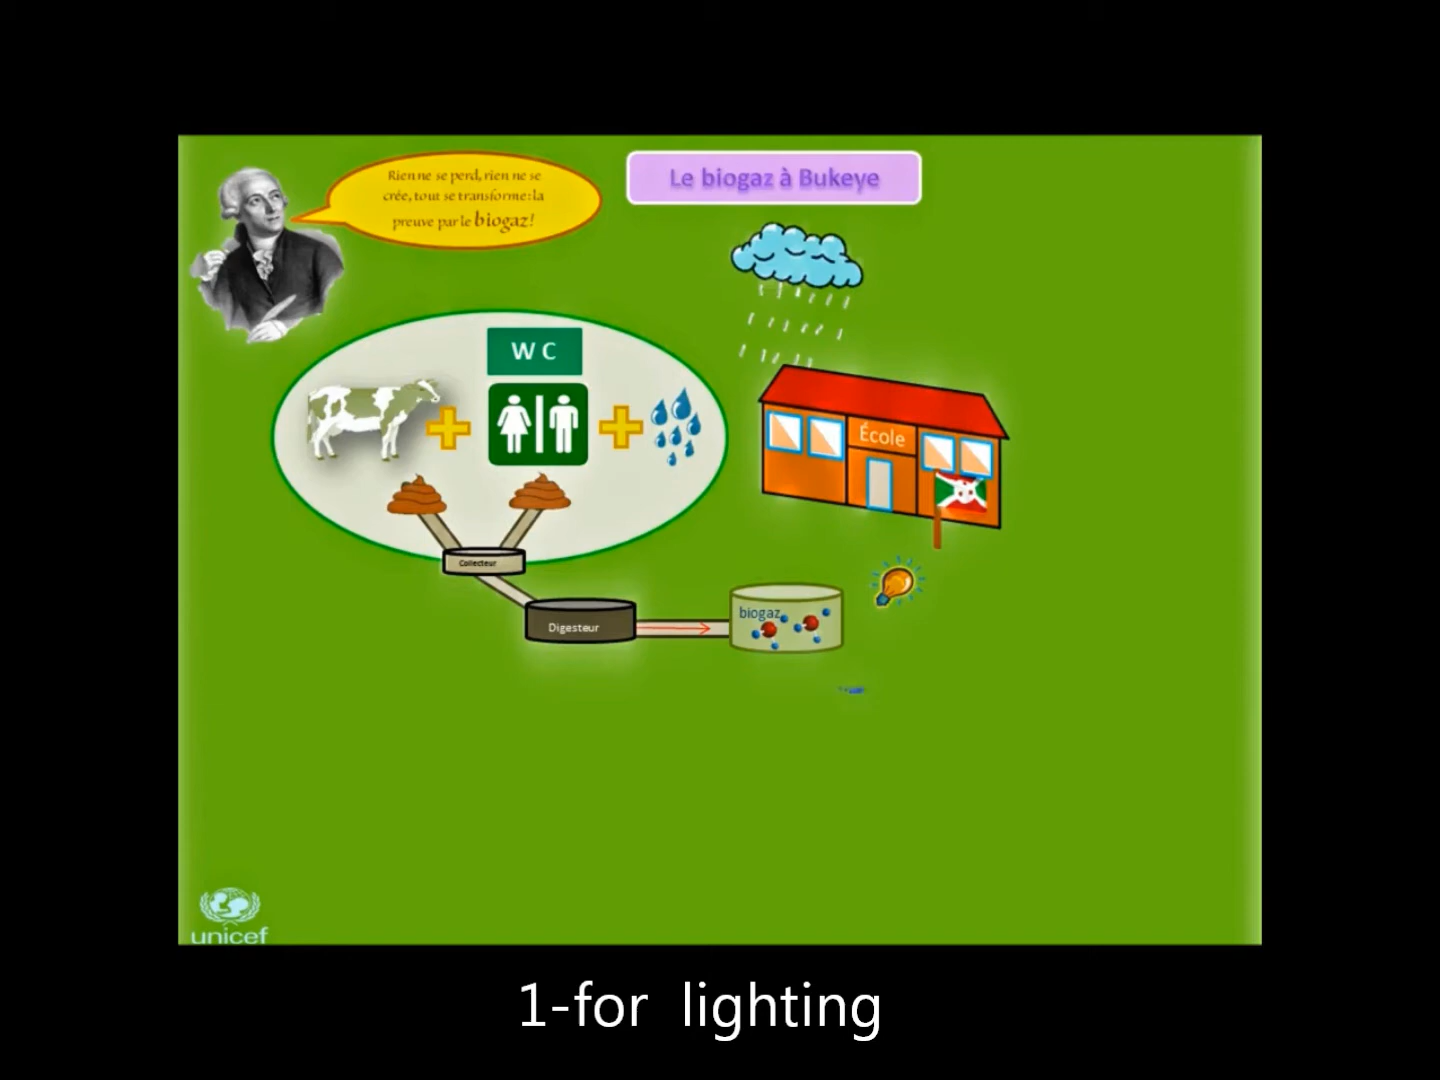 Rien ne se perd, rien ne se
crée, tout se transforme: la
preuve par le biogaz!
Le biogaz à Bukeye
W C
École
Collecteur
Digesteur
biogaz
unicef
1-for lighting